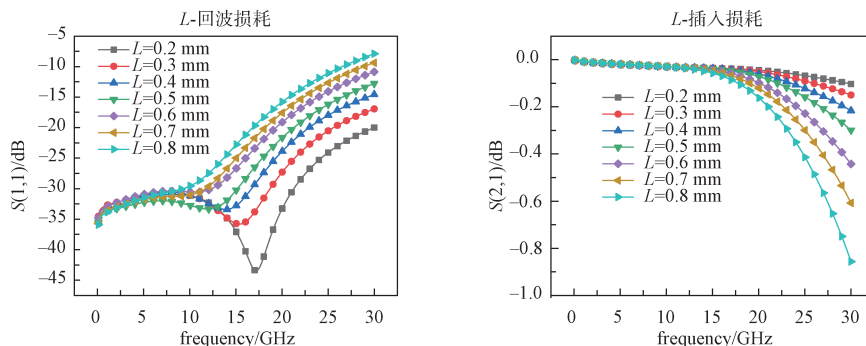 L-回波损耗
−5
−10
−15
−20
−25
−30
−35
−40
−45
S(1,1)/dB
L=0.2 mm
L=0.3 mm
L=0.4 mm
L=0.5 mm
L=0.6 mm
L=0.7 mm
L=0.8 mm
0 5 10 15 20 25 30
frequency/GHz
L-插入损耗
0.0
−0.2
−0.4
−0.6
−0.8
−1.0
S(2,1)/dB
L=0.2 mm
L=0.3 mm
L=0.4 mm
L=0.5 mm
L=0.6 mm
L=0.7 mm
L=0.8 mm
0 5 10 15 20 25 30
frequency/GHz